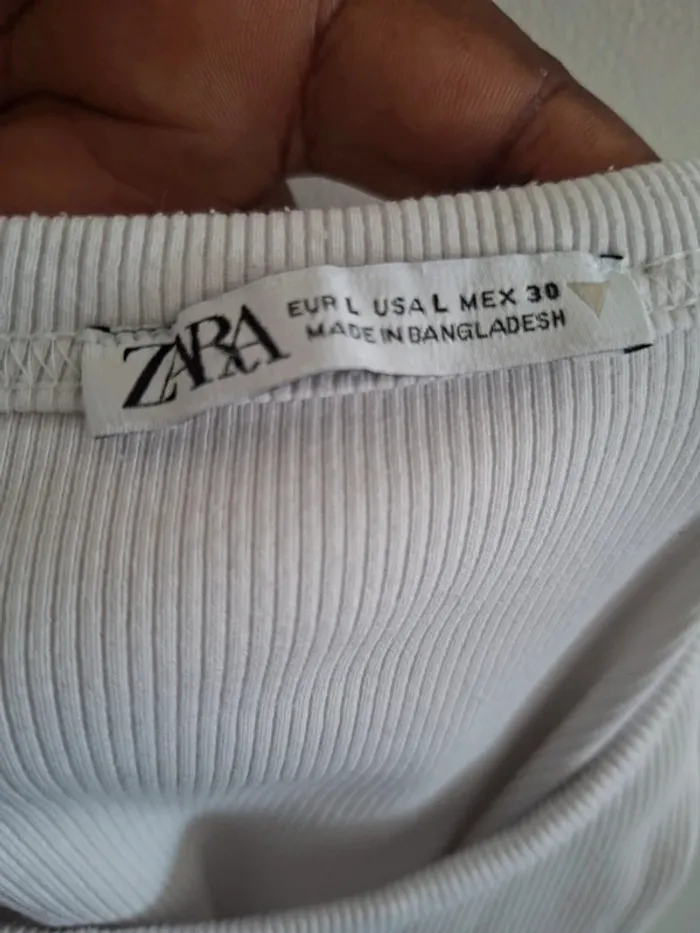 ZARA
EUR L USA L MEX 30
MADE IN BANGLADESH